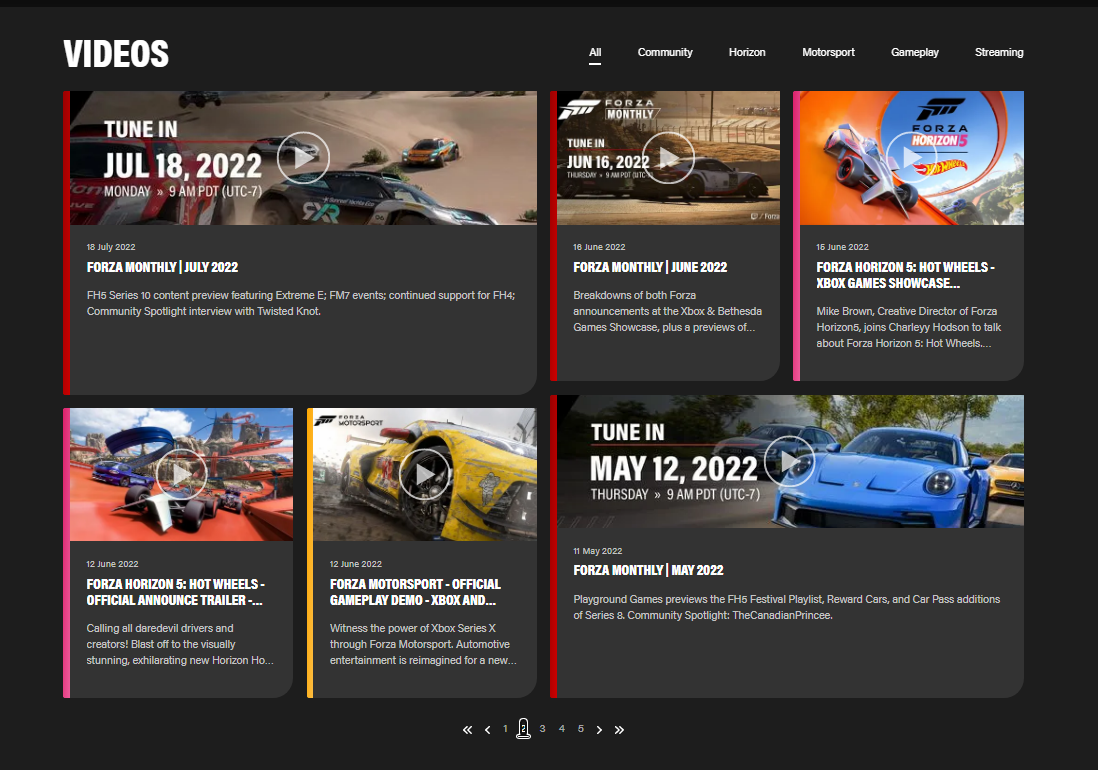 VIDEOS
All
Community
Horizon
Motorsport
Gameplay
Streaming
TUNE IN
JUL 18, 2022
MONDAY » 9 AM PDT (UTC-7)
RXR
18 July 2022
FORZA MONTHLY | JULY 2022
FH5 Series 10 content preview featuring Extreme E; FM7 events; continued support for FH4;
Community Spotlight interview with Twisted Knot.
FORZA
MONTHLY
TUNE IN
JUN 16, 2022
THURSDAY » 9 AM PDT (UTC-7)
/ Forza
16 June 2022
FORZA MONTHLY | JUNE 2022
Breakdowns of both Forza
announcements at the Xbox & Bethesda
Games Showcase, plus a previews of...
FORZA
HORIZON 5
HOT WHEELS
15 June 2022
FORZA HORIZON 5: HOT WHEELS -
XBOX GAMES SHOWCASE...
Mike Brown, Creative Director of Forza
Horizon5, joins Charleyy Hodson to talk
about Forza Horizon 5: Hot Wheels....
12 June 2022
FORZA HORIZON 5: HOT WHEELS -
OFFICIAL ANNOUNCE TRAILER -...
Calling all daredevil drivers and
creators! Blast off to the visually
stunning, exhilarating new Horizon Ho...
FORZA
MOTORSPORT
12 June 2022
FORZA MOTORSPORT - OFFICIAL
GAMEPLAY DEMO - XBOX AND...
Witness the power of Xbox Series X
through Forza Motorsport. Automotive
entertainment is reimagined for a new...
TUNE IN
MAY 12, 2022
THURSDAY » 9 AM PDT (UTC-7)
11 May 2022
FORZA MONTHLY | MAY 2022
Playground Games previews the FH5 Festival Playlist, Reward Cars, and Car Pass additions
of Series 8. Community Spotlight: TheCanadianPrincee.
« ‹ 1 2 3 4 5 › »